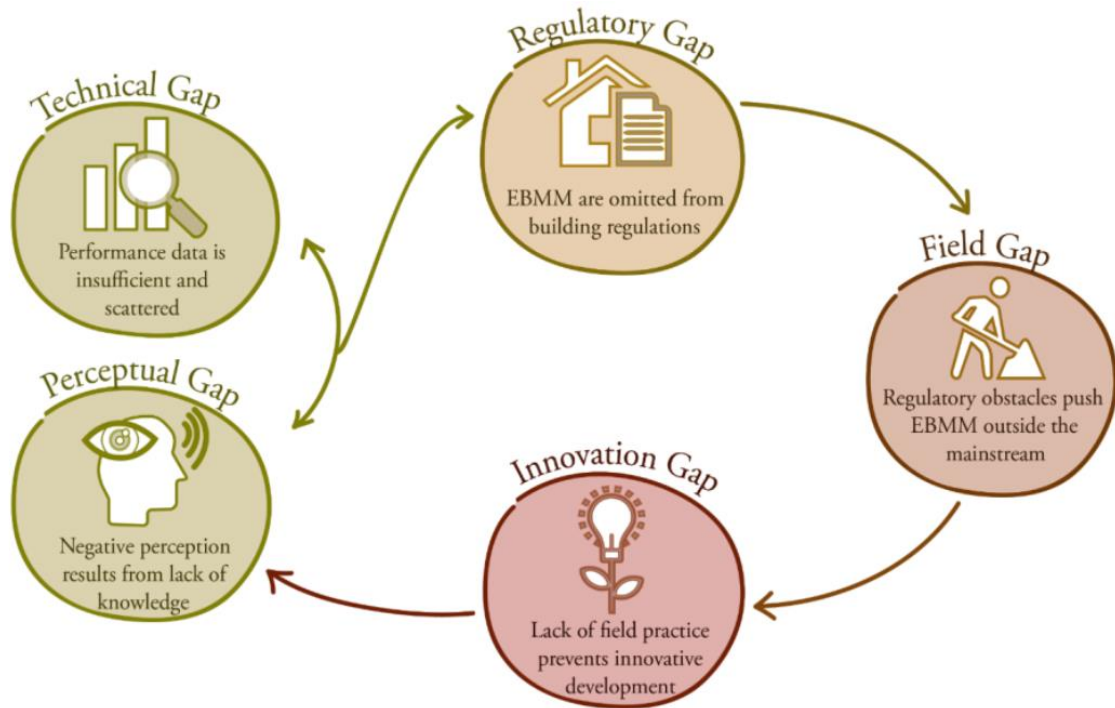 Technical Gap
Performance data is
insufficient and
scattered
Regulatory Gap
EBMM are omitted from
building regulations
Field Gap
Regulatory obstacles push
EBMM outside the
mainstream
Innovation Gap
Lack of field practice
prevents innovative
development
Perceptual Gap
Negative perception
results from lack of
knowledge